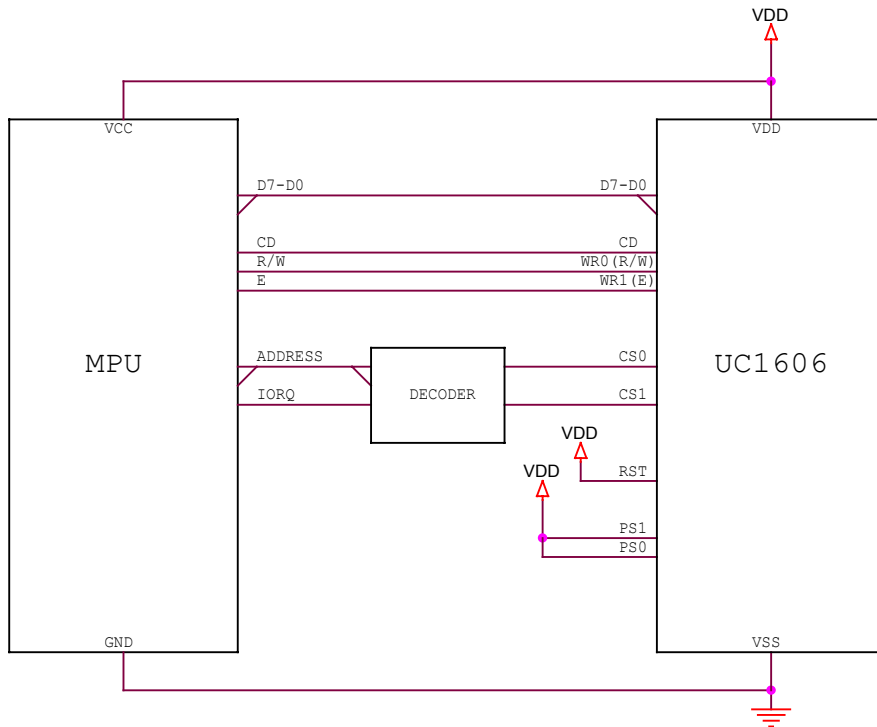 VDD
VCC
VDD
D7-D0
D7-D0
CD
CD
R/W
WR0(R/W)
E
WR1(E)
MPU
ADDRESS
DECODER
CS0
UC1606
IORQ
CS1
VDD
RST
VDD
PS1
PS0
GND
VSS